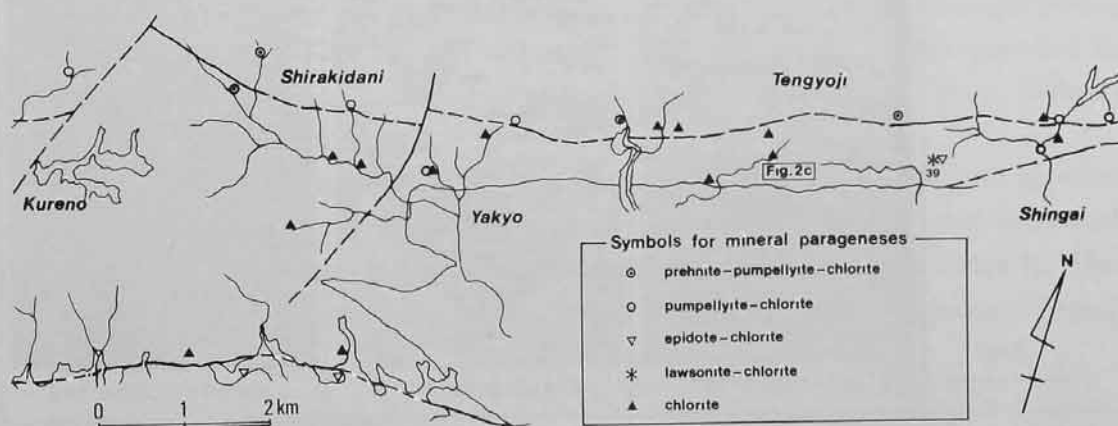 Shirakidani
Tengyoji
Fig.2c
39
Kureno
Yakyo
Shingai
Symbols for mineral parageneses
prehnite-pumpellyite-chlorite
pumpellyite-chlorite
epidote-chlorite
lawsonite-chlorite
chlorite
N
0 1 2 km